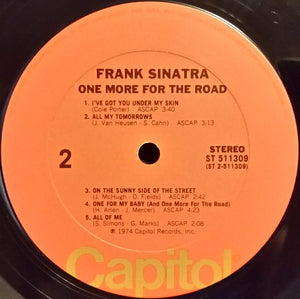 FRANK SINATRA
ONE MORE FOR THE ROAD
1. I'VE GOT YOU UNDER MY SKIN
(Cole Porter) ASCAP 3:40
2. ALL MY TOMORROWS
(J. Van Heusen - S. Cahn) ASCAP 3:13
2
STEREO
ST 511309
(ST 2-511309)
3. ON THE SUNNY SIDE OF THE STREET
(J. McHugh - D. Fields) ASCAP 2:42
4. ONE FOR MY BABY (And One More For The Road)
(H. Arlen - J. Mercer) ASCAP 4:23
5. ALL OF ME
(S. Simons - G. Marks) ASCAP 2:08
℗ 1974 Capitol Records, Inc.
Capitol